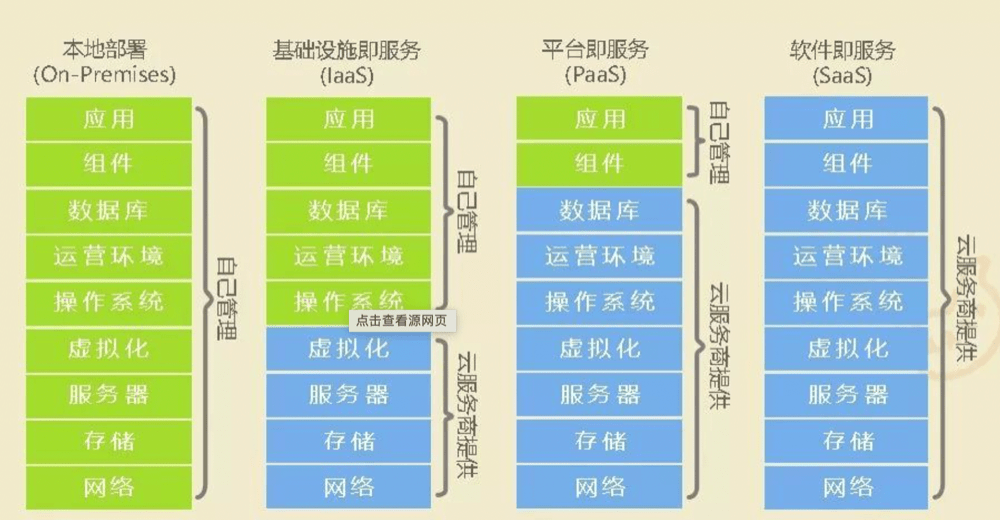 本地部署
(On-Premises)
应用
组件
数据库
运营环境
操作系统
虚拟化
服务器
存储
网络
自己管理
基础设施即服务
(IaaS)
应用
组件
数据库
运营环境
操作系统
虚拟化
服务器
存储
网络
自己管理
云服务商提供
点击查看源网页
平台即服务
(PaaS)
应用
组件
数据库
运营环境
操作系统
虚拟化
服务器
存储
网络
自己管理
云服务商提供
软件即服务
(SaaS)
应用
组件
数据库
运营环境
操作系统
虚拟化
服务器
存储
网络
云服务商提供